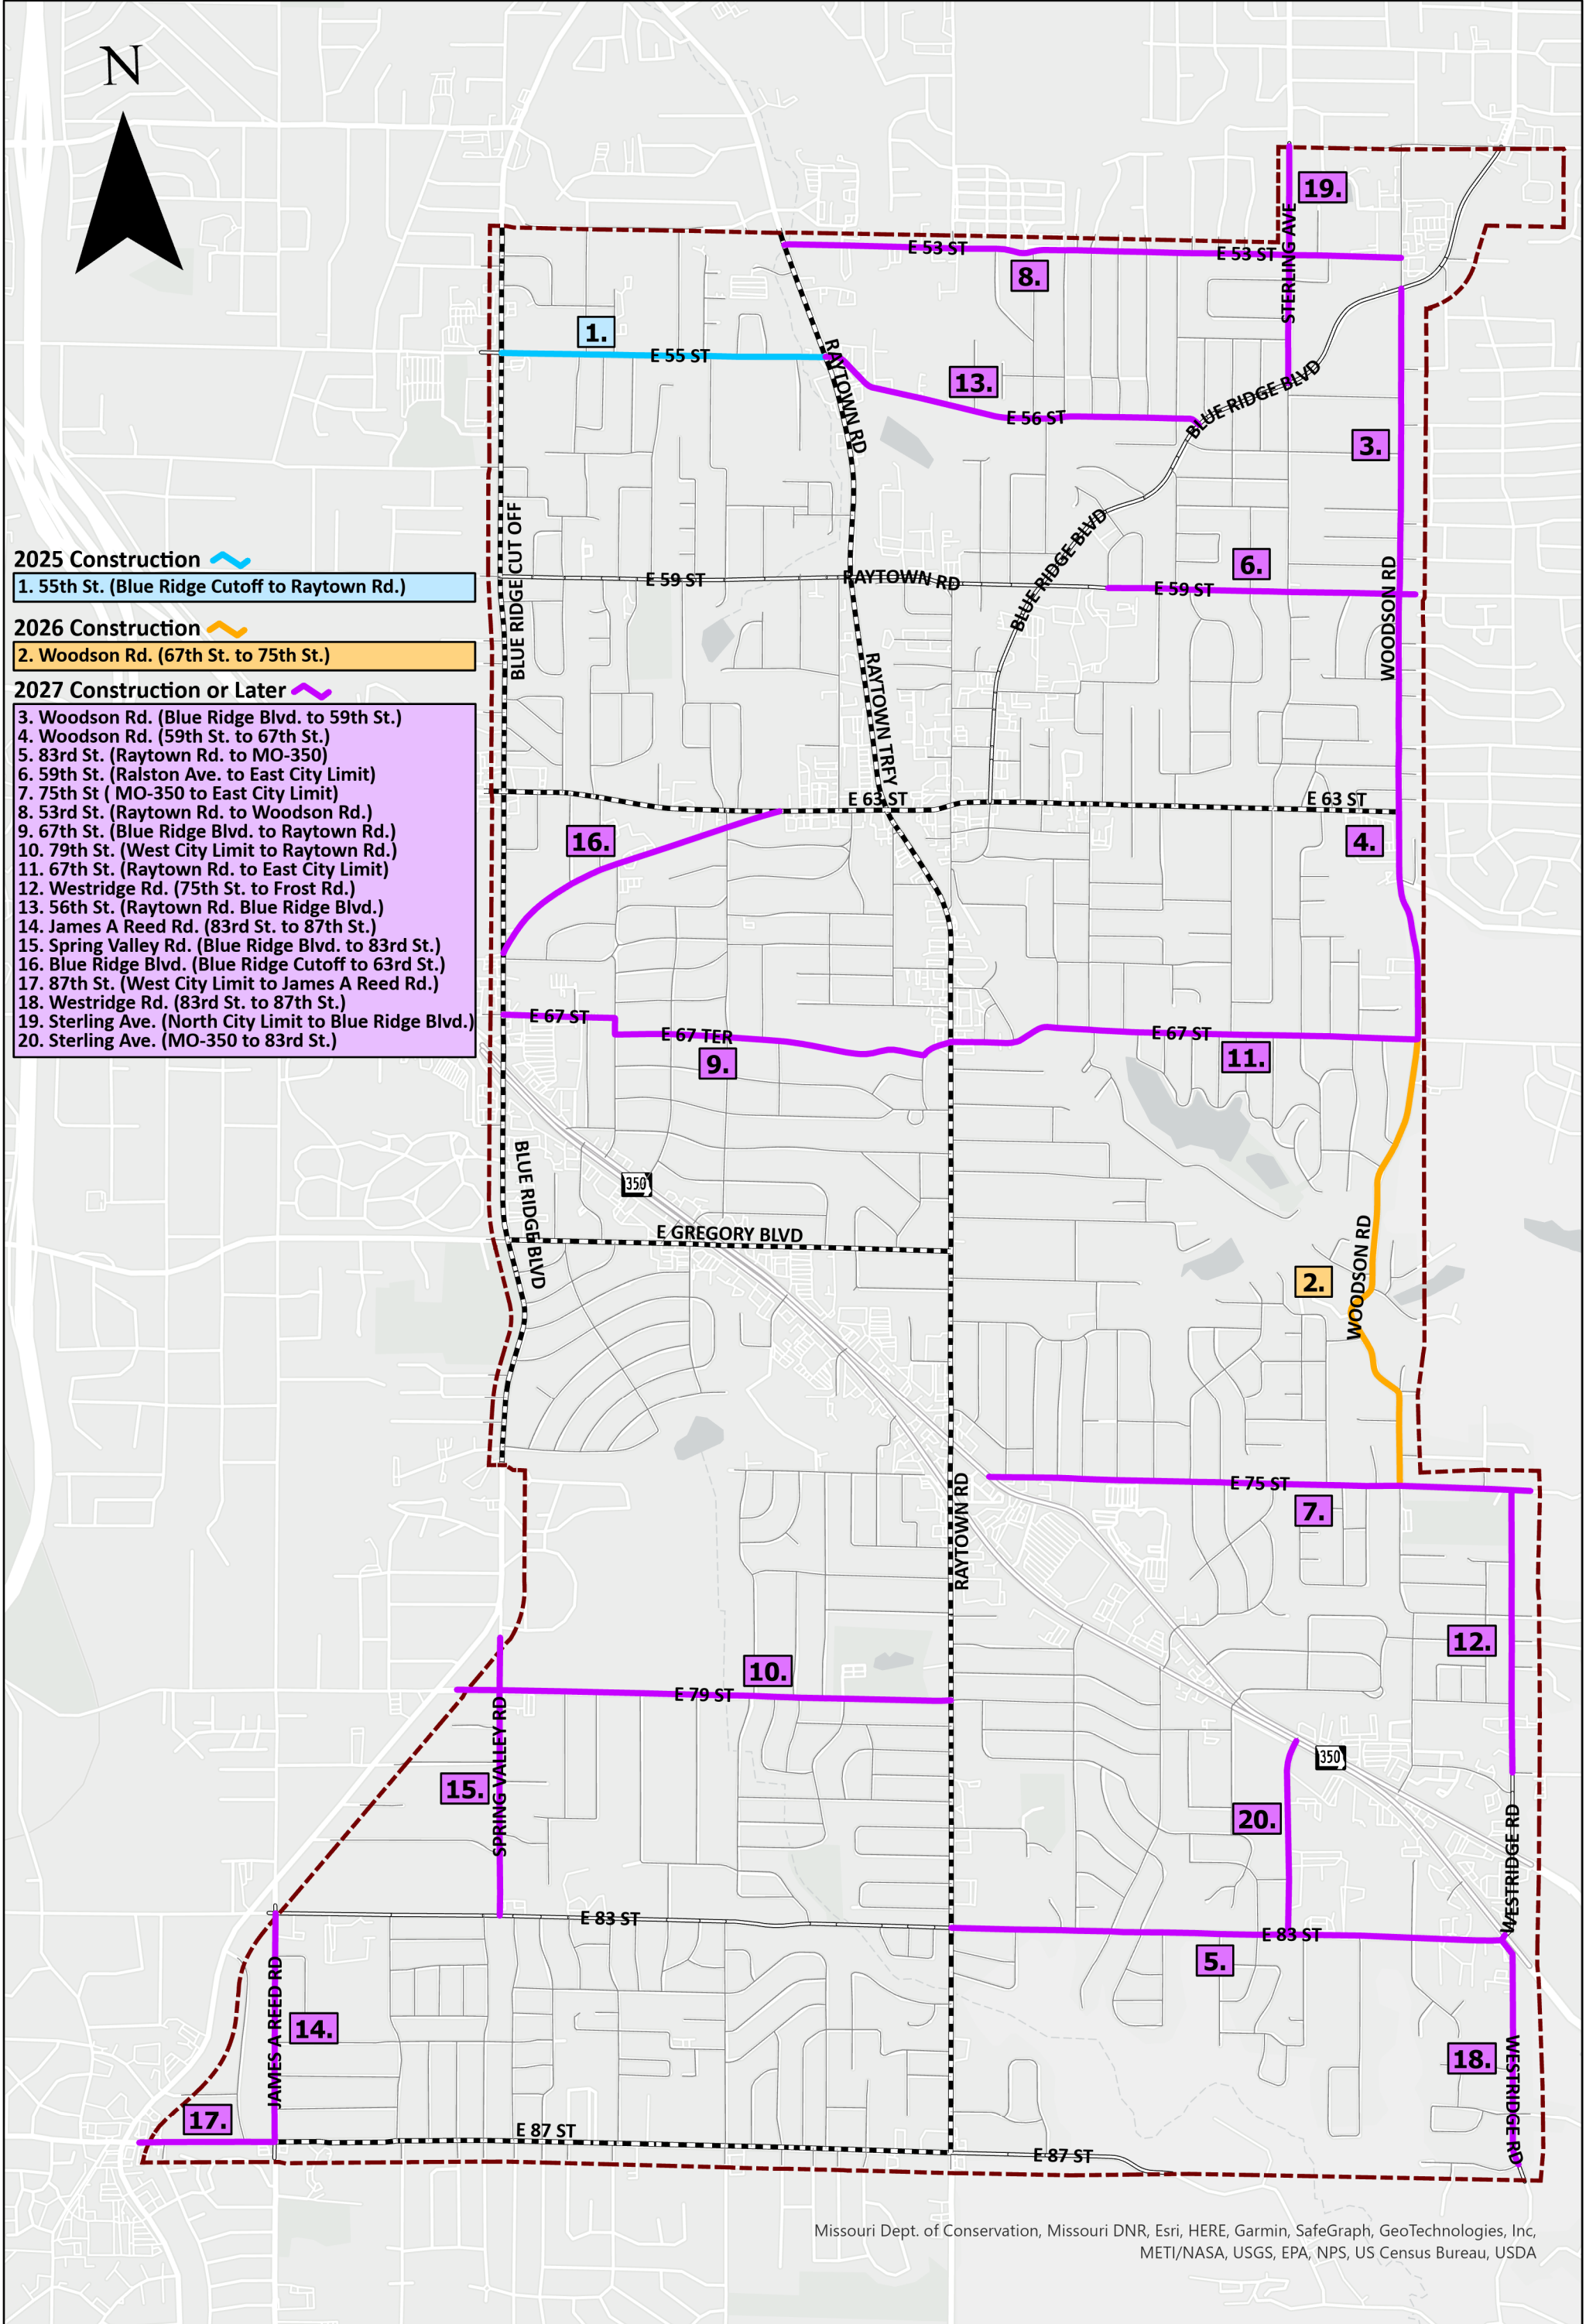 N
19.
STERLING AVE
E 53 ST
E 53 ST
8.
1.
E 55 ST
RAYTOWN RD
13.
E 56 ST
BLUE RIDGE BLVD
3.
BLUE RIDGE CUT OFF
BLUE RIDGE BLVD
2025 Construction
1. 55th St. (Blue Ridge Cutoff to Raytown Rd.)
2026 Construction
2. Woodson Rd. (67th St. to 75th St.)
2027 Construction or Later
3. Woodson Rd. (Blue Ridge Blvd. to 59th St.)
4. Woodson Rd. (59th St. to 67th St.)
5. 83rd St. (Raytown Rd. to MO-350)
6. 59th St. (Ralston Ave. to East City Limit)
7. 75th St ( MO-350 to East City Limit)
8. 53rd St. (Raytown Rd. to Woodson Rd.)
9. 67th St. (Blue Ridge Blvd. to Raytown Rd.)
10. 79th St. (West City Limit to Raytown Rd.)
11. 67th St. (Raytown Rd. to East City Limit)
12. Westridge Rd. (75th St. to Frost Rd.)
13. 56th St. (Raytown Rd. Blue Ridge Blvd.)
14. James A Reed Rd. (83rd St. to 87th St.)
15. Spring Valley Rd. (Blue Ridge Blvd. to 83rd St.)
16. Blue Ridge Blvd. (Blue Ridge Cutoff to 63rd St.)
17. 87th St. (West City Limit to James A Reed Rd.)
18. Westridge Rd. (83rd St. to 87th St.)
19. Sterling Ave. (North City Limit to Blue Ridge Blvd.)
20. Sterling Ave. (MO-350 to 83rd St.)
E 59 ST
RAYTOWN RD
6.
E 59 ST
WOODSON RD
RAYTOWN TRFY
E 63 ST
E 63 ST
16.
4.
E 67 ST
E 67 TER
9.
E 67 ST
11.
BLUE RIDGE BLVD
350
E GREGORY BLVD
2.
WOODSON RD
RAYTOWN RD
E 75 ST
7.
12.
10.
E 79 ST
SPRING VALLEY RD
15.
350
20.
WESTRIDGE RD
E 83 ST
E 83 ST
5.
JAMES A REED RD
14.
18.
WESTRIDGE RD
17.
E 87 ST
E 87 ST
Missouri Dept. of Conservation, Missouri DNR, Esri, HERE, Garmin, SafeGraph, GeoTechnologies, Inc,
METI/NASA, USGS, EPA, NPS, US Census Bureau, USDA